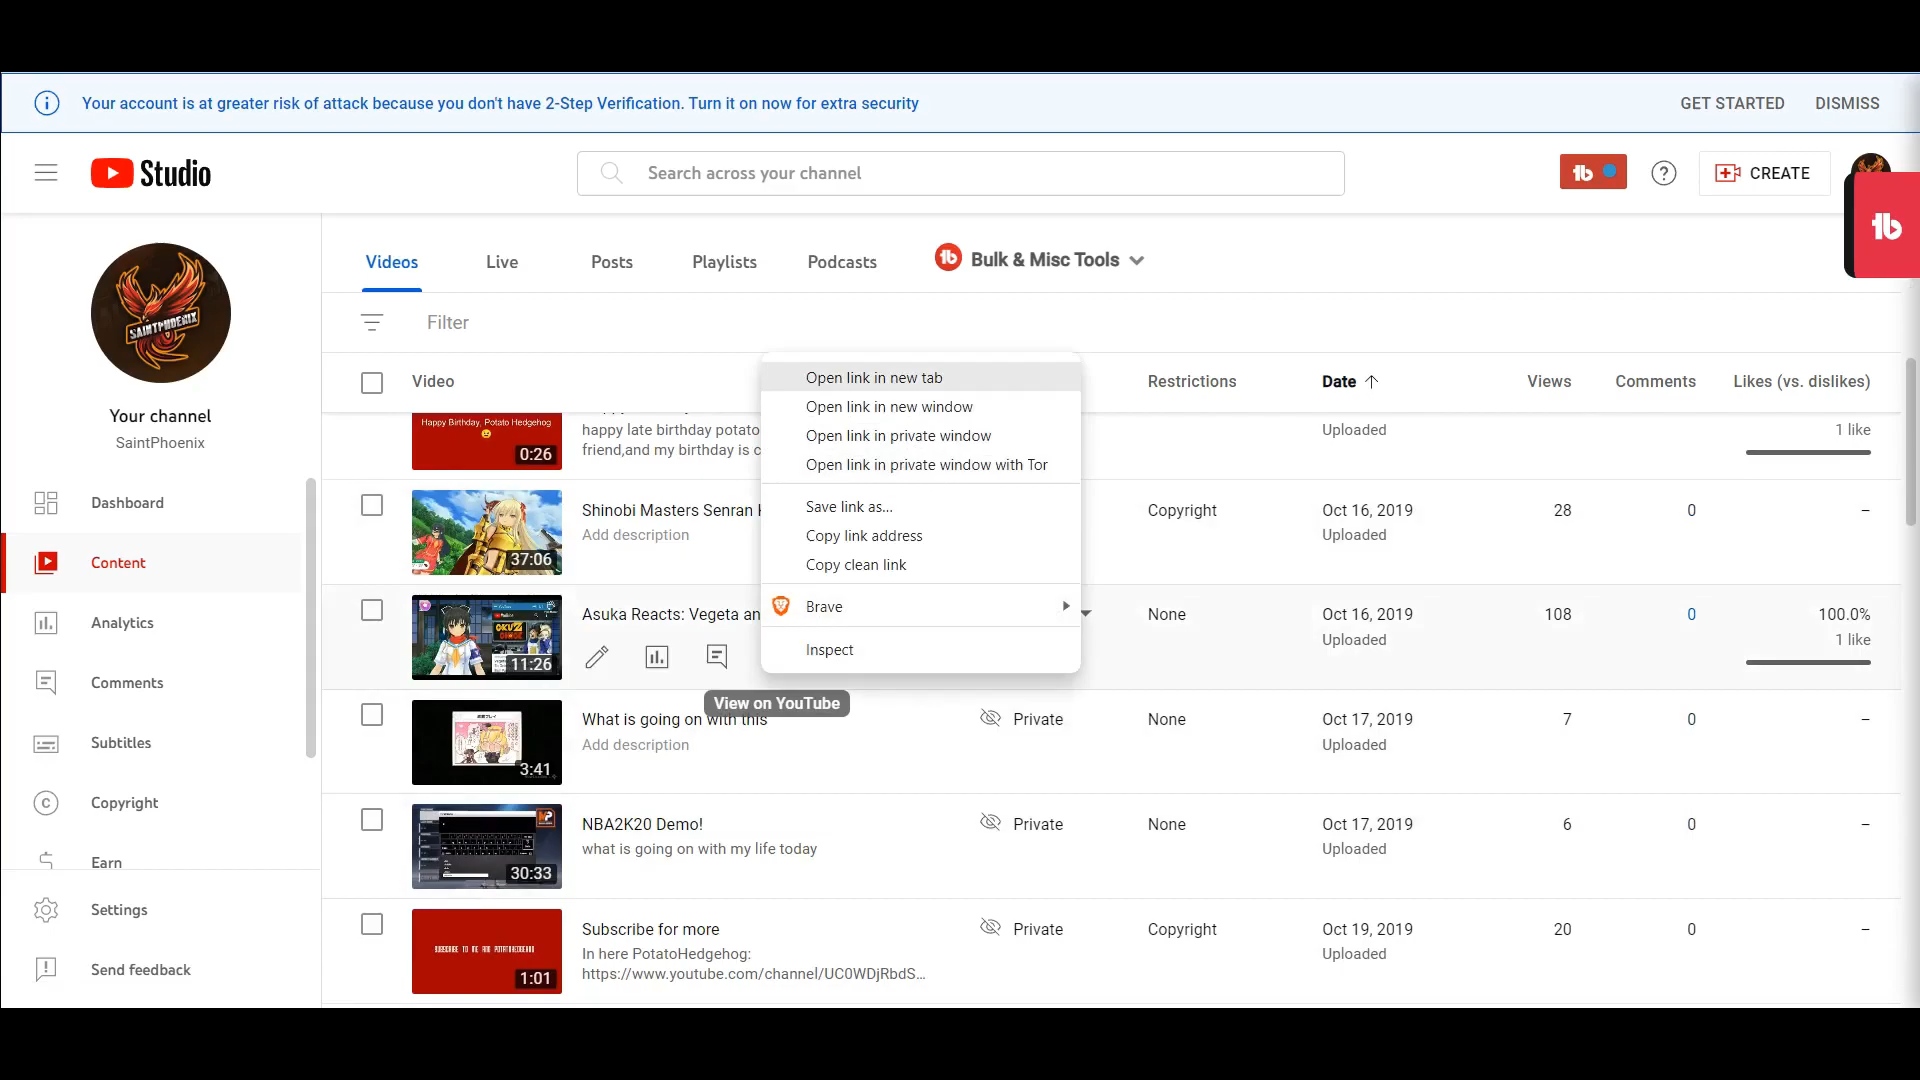 Your account is at greater risk of attack because you don't have 2-Step Verification. Turn it on now for extra security
GET STARTED
DISMISS
Studio
Search across your channel
CREATE
Your channel
SaintPhoenix
SAINTPHOENIX
Dashboard
Content
Analytics
Comments
Subtitles
Copyright
Earn
Settings
Send feedback
Videos
Live
Posts
Playlists
Podcasts
Bulk & Misc Tools
Filter
Video
Restrictions
Date
Views
Comments
Likes (vs. dislikes)
Happy Birthday, Potato Hedgehog
0:26
happy late birthday potato
friend,and my birthday is c
Uploaded
1 like
37:06
Shinobi Masters Senran
Add description
Copyright
Oct 16, 2019
Uploaded
28
0
–
11:26
Asuka Reacts: Vegeta an
None
Oct 16, 2019
Uploaded
108
0
100.0%
1 like
Open link in new tab
Open link in new window
Open link in private window
Open link in private window with Tor
Save link as...
Copy link address
Copy clean link
Brave
Inspect
View on YouTube
3:41
What is going on with this
Add description
Private
None
Oct 17, 2019
Uploaded
7
0
–
30:33
NBA2K20 Demo!
what is going on with my life today
Private
None
Oct 17, 2019
Uploaded
6
0
–
SUBSCRIBE TO ME AND POTATOHEDGEHOG
1:01
Subscribe for more
In here PotatoHedgehog:
https://www.youtube.com/channel/UC0WDjRbdS...
Private
Copyright
Oct 19, 2019
Uploaded
20
0
–